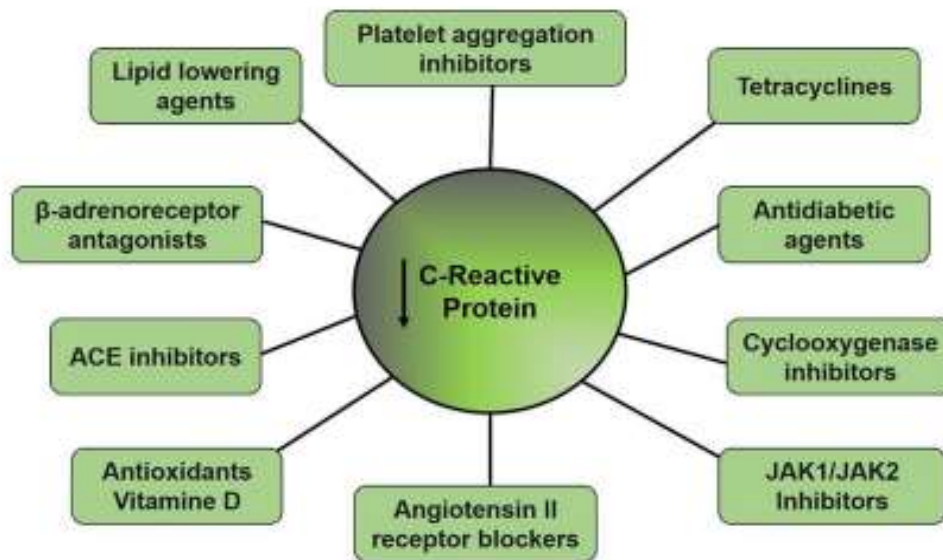 Platelet aggregation
inhibitors
Lipid lowering
agents
Tetracyclines
β-adrenoreceptor
antagonists
Antidiabetic
agents
C-Reactive
Protein
ACE inhibitors
Cyclooxygenase
inhibitors
Antioxidants
Vitamine D
Angiotensin II
receptor blockers
JAK1/JAK2
Inhibitors